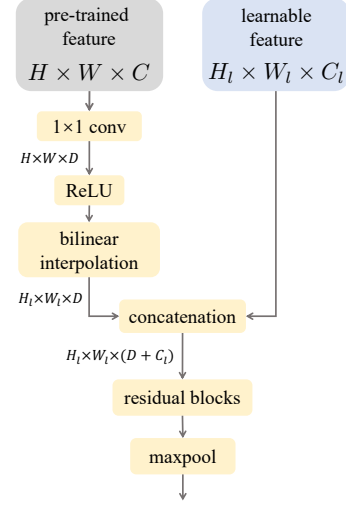 pre-trained
feature
H × W × C
learnable
feature
H_l × W_l × C_l
1×1 conv
H×W×D
ReLU
bilinear
interpolation
H_l×W_l×D
concatenation
H_l×W_l×(D + C_l)
residual blocks
maxpool